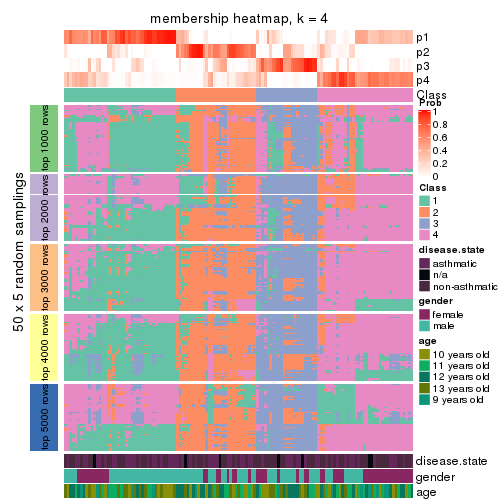 membership heatmap, k = 4
p1
p2
p3
p4
Class
50 x 5 random samplings
top 1000 rows
top 2000 rows
top 3000 rows
top 4000 rows
top 5000 rows
disease.state
gender
age
Prob
1
0.8
0.6
0.4
0.2
0
Class
1
2
3
4
disease.state
asthmatic
n/a
non-asthmatic
gender
female
male
age
10 years old
11 years old
12 years old
13 years old
9 years old